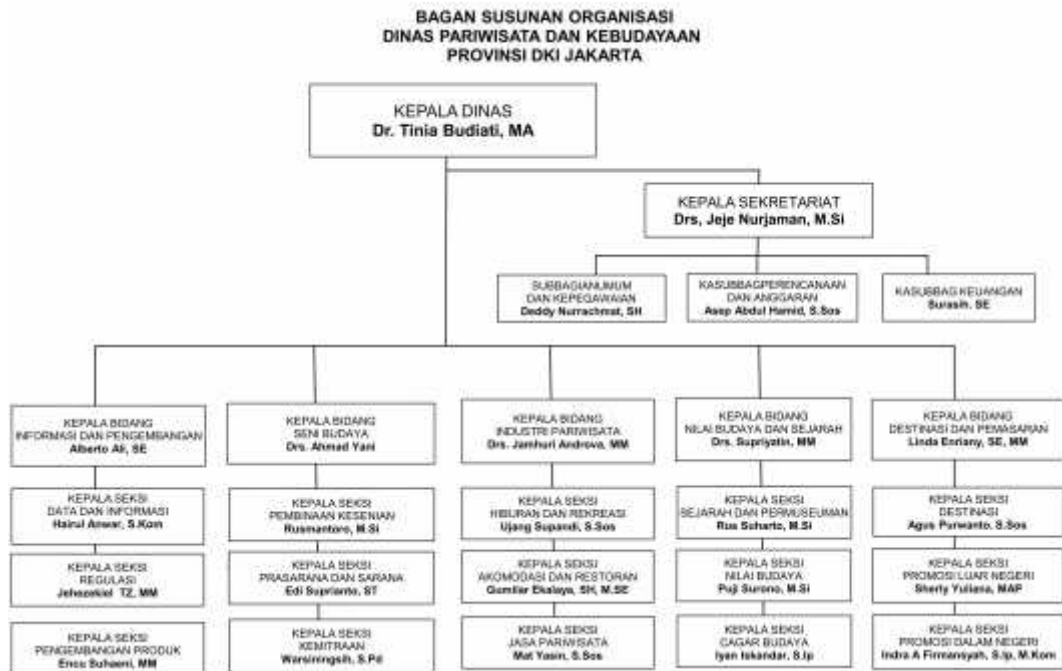 BAGAN SUSUNAN ORGANISASI
DINAS PARIWISATA DAN KEBUDAYAAN
PROVINSI DKI JAKARTA
KEPALA DINAS
Dr. Tinia Budiati, MA
KEPALA SEKRETARIAT
Drs, Jeje Nurjaman, M.Si
SUBBAGIANUMUM
DAN KEPEGAWAIAN
Deddy Nurrachmat, SH
KASUBBAGPERENCANAAN
DAN ANGGARAN
Asep Abdul Hamid, S.Sos
KASUBBAG KEUANGAN
Surasih, SE
KEPALA BIDANG
INFORMASI DAN PENGEMBANGAN
Alberto Ali, SE
KEPALA BIDANG
SENI BUDAYA
Drs. Ahmad Yani
KEPALA BIDANG
INDUSTRI PARIWISATA
Drs. Jamhuri Androva, MM
KEPALA BIDANG
NILAI BUDAYA DAN SEJARAH
Drs. Supriyatin, MM
KEPALA BIDANG
DESTINASI DAN PEMASARAN
Linda Enriany, SE, MM
KEPALA SEKSI
DATA DAN INFORMASI
Hairul Anwar, S.Kom
KEPALA SEKSI
PEMBINAAN KESENIAN
Rusmantoro, M.Si
KEPALA SEKSI
HIBURAN DAN REKREASI
Ujang Supandi, S.Sos
KEPALA SEKSI
SEJARAH DAN PERMUSEUMAN
Rus Suharto, M.Si
KEPALA SEKSI
DESTINASI
Agus Purwanto, S.Sos
KEPALA SEKSI
REGULASI
Jehezekiel TZ, MM
KEPALA SEKSI
PRASARANA DAN SARANA
Edi Suprianto, ST
KEPALA SEKSI
AKOMODASI DAN RESTORAN
Gumilar Ekalaya, SH, M.SE
KEPALA SEKSI
NILAI BUDAYA
Puji Surono, M.Si
KEPALA SEKSI
PROMOSI LUAR NEGERI
Sherly Yuliana, MAP
KEPALA SEKSI
PENGEMBANGAN PRODUK
Encu Suhaeni, MM
KEPALA SEKSI
KEMITRAAN
Warsiningsih, S.Pd
KEPALA SEKSI
JASA PARIWISATA
Mat Yasin, S.Sos
KEPALA SEKSI
CAGAR BUDAYA
Iyan Iskandar, S.Ip
KEPALA SEKSI
PROMOSI DALAM NEGERI
Indra A Firmansyah, S.Ip, M.Kom